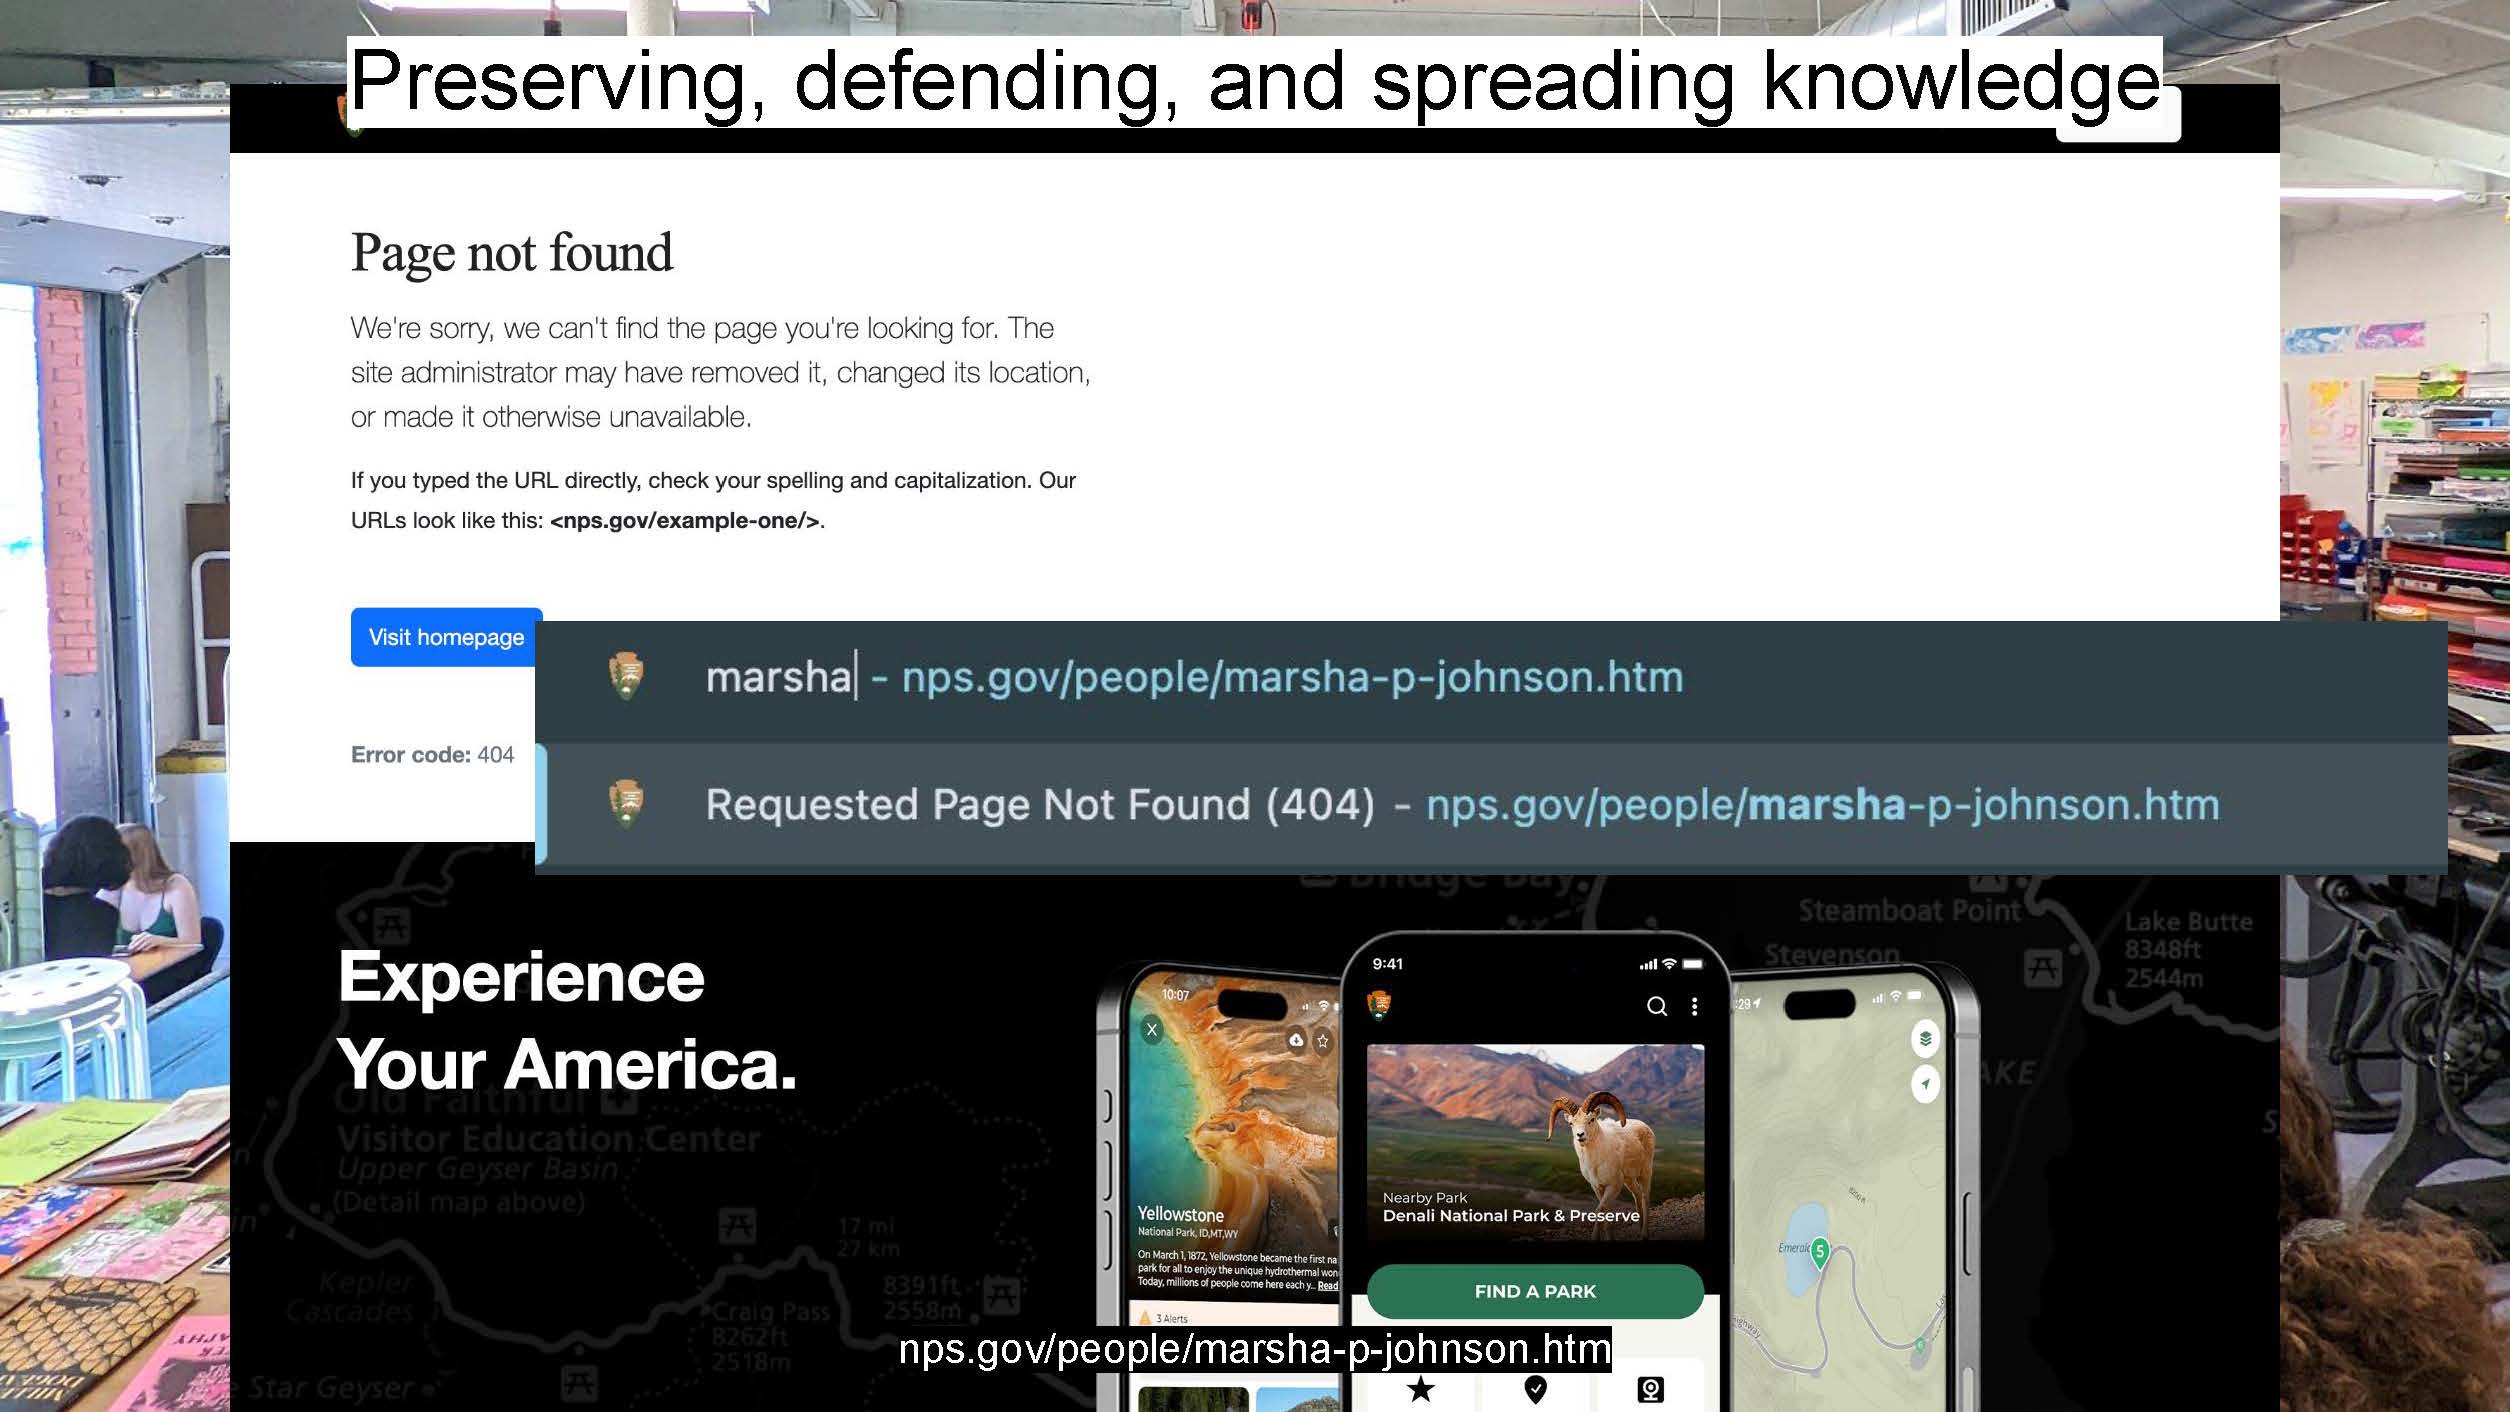 Preserving, defending, and spreading knowledge
Page not found
We're sorry, we can't find the page you're looking for. The
site administrator may have removed it, changed its location,
or made it otherwise unavailable.
If you typed the URL directly, check your spelling and capitalization. Our
URLs look like this: <nps.gov/example-one/>.
Visit homepage
marsha - nps.gov/people/marsha-p-johnson.htm
Error code: 404
Requested Page Not Found (404) - nps.gov/people/marsha-p-johnson.htm
Bridge Bay
Steamboat Point
Lake Butte
8348ft
2544m
Stevenson
Experience
Your America.
9:41
10:07
X
:29
AKE
Old Faithful
Visitor Education Center
Upper Geyser Basin
(Detail map above)
17 mi
27 km
Kepler
Cascades
8391ft
2558m
Craig Pass
8262ft
2518m
Star Geyser
Yellowstone
National Park, ID,MT,WY
On March 1, 1872, Yellowstone became the first na
park for all to enjoy the unique hydrothermal won
Today, millions of people come here each y... Read
3 Alerts
Nearby Park
Denali National Park & Preserve
FIND A PARK
Emerald
5
8200 ft
Highway
nps.gov/people/marsha-p-johnson.htm